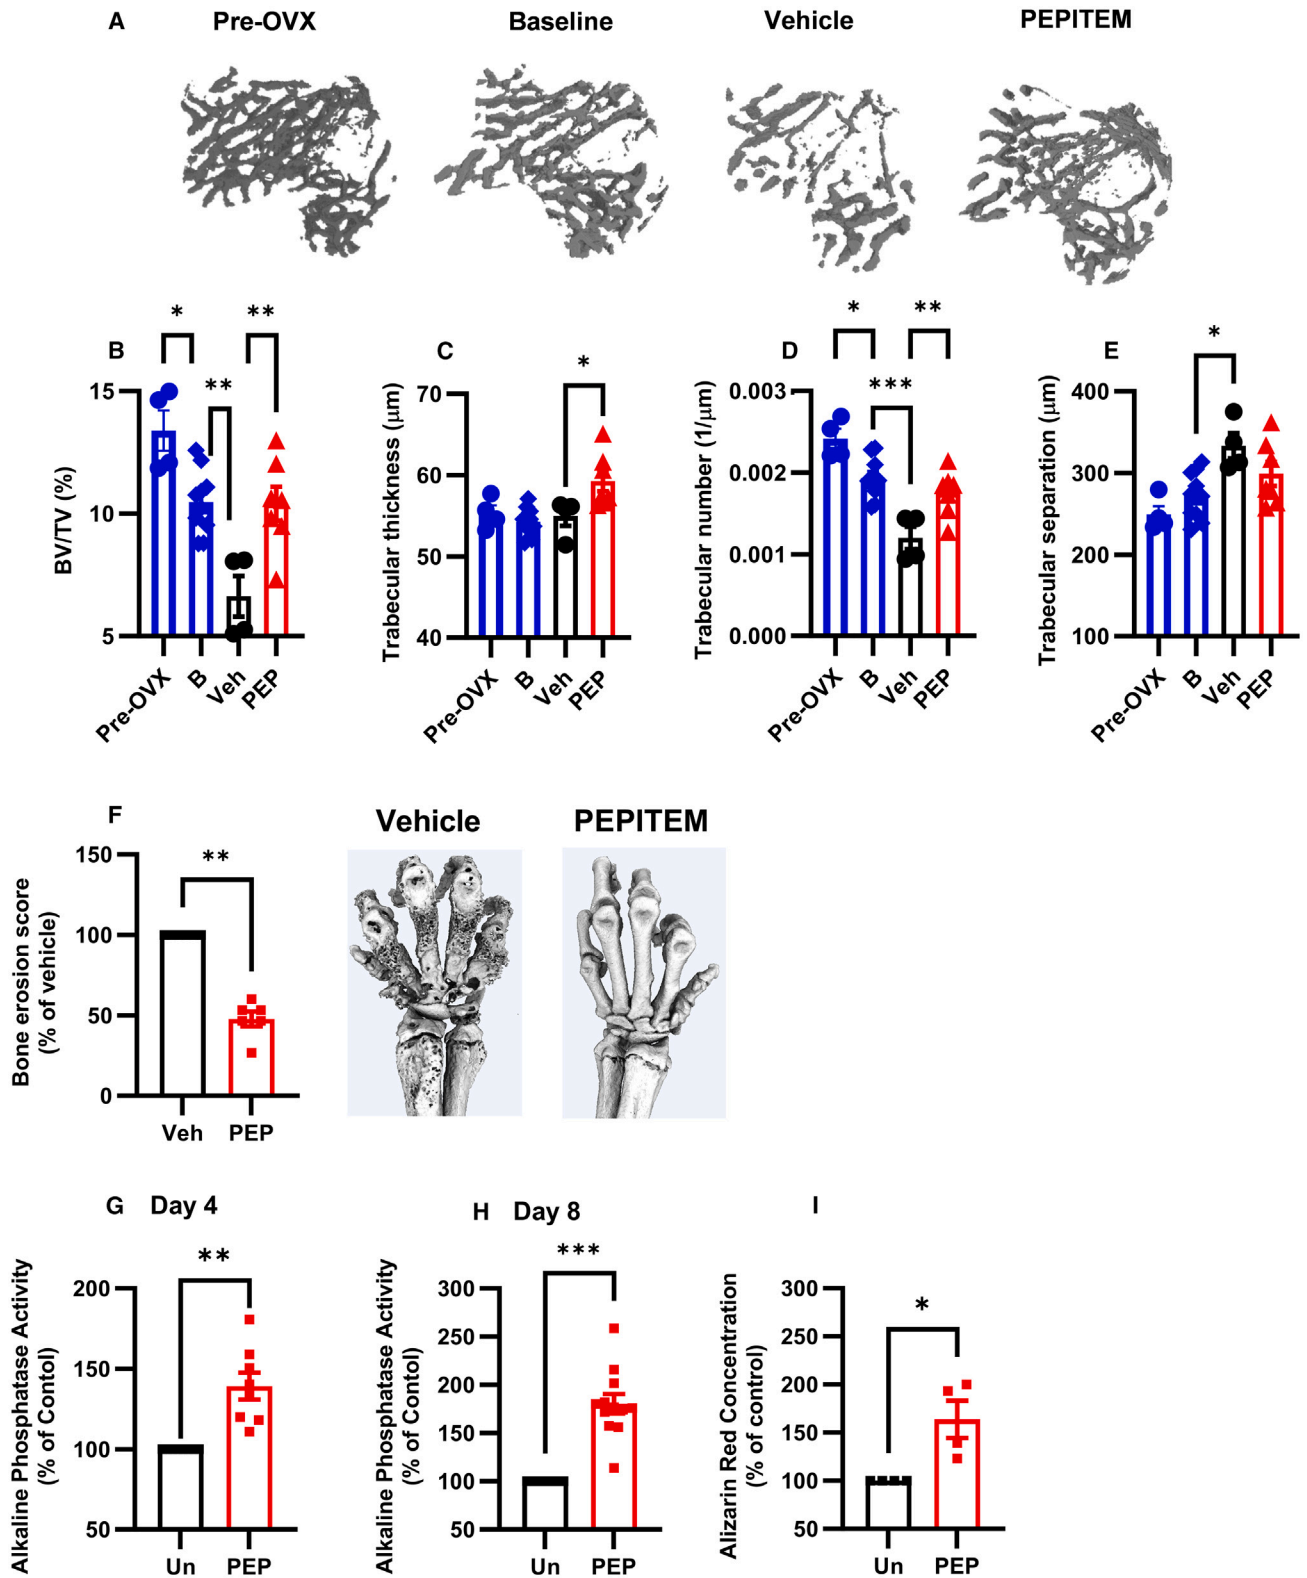 A Pre-OVX Baseline Vehicle PEPITEM
B
* ** **
BV/TV (%)
15
10
5
Pre-OVX B Veh PEP
C
*
Trabecular thickness (μm)
70
60
50
40
Pre-OVX B Veh PEP
D
* ** ***
Trabecular number (1/μm)
0.003
0.002
0.001
0.000
Pre-OVX B Veh PEP
E
*
Trabecular separation (μm)
400
300
200
100
Pre-OVX B Veh PEP
F
**
Bone erosion score
(% of vehicle)
150
100
50
0
Veh PEP
Vehicle PEPITEM
G Day 4
**
Alkaline Phosphatase Activity
(% of Contol)
200
150
100
50
Un PEP
H Day 8
***
Alkaline Phosphatase Activity
(% of Contol)
300
250
200
150
100
50
Un PEP
I
*
Alizarin Red Concentration
(% of control)
300
250
200
150
100
50
Un PEP